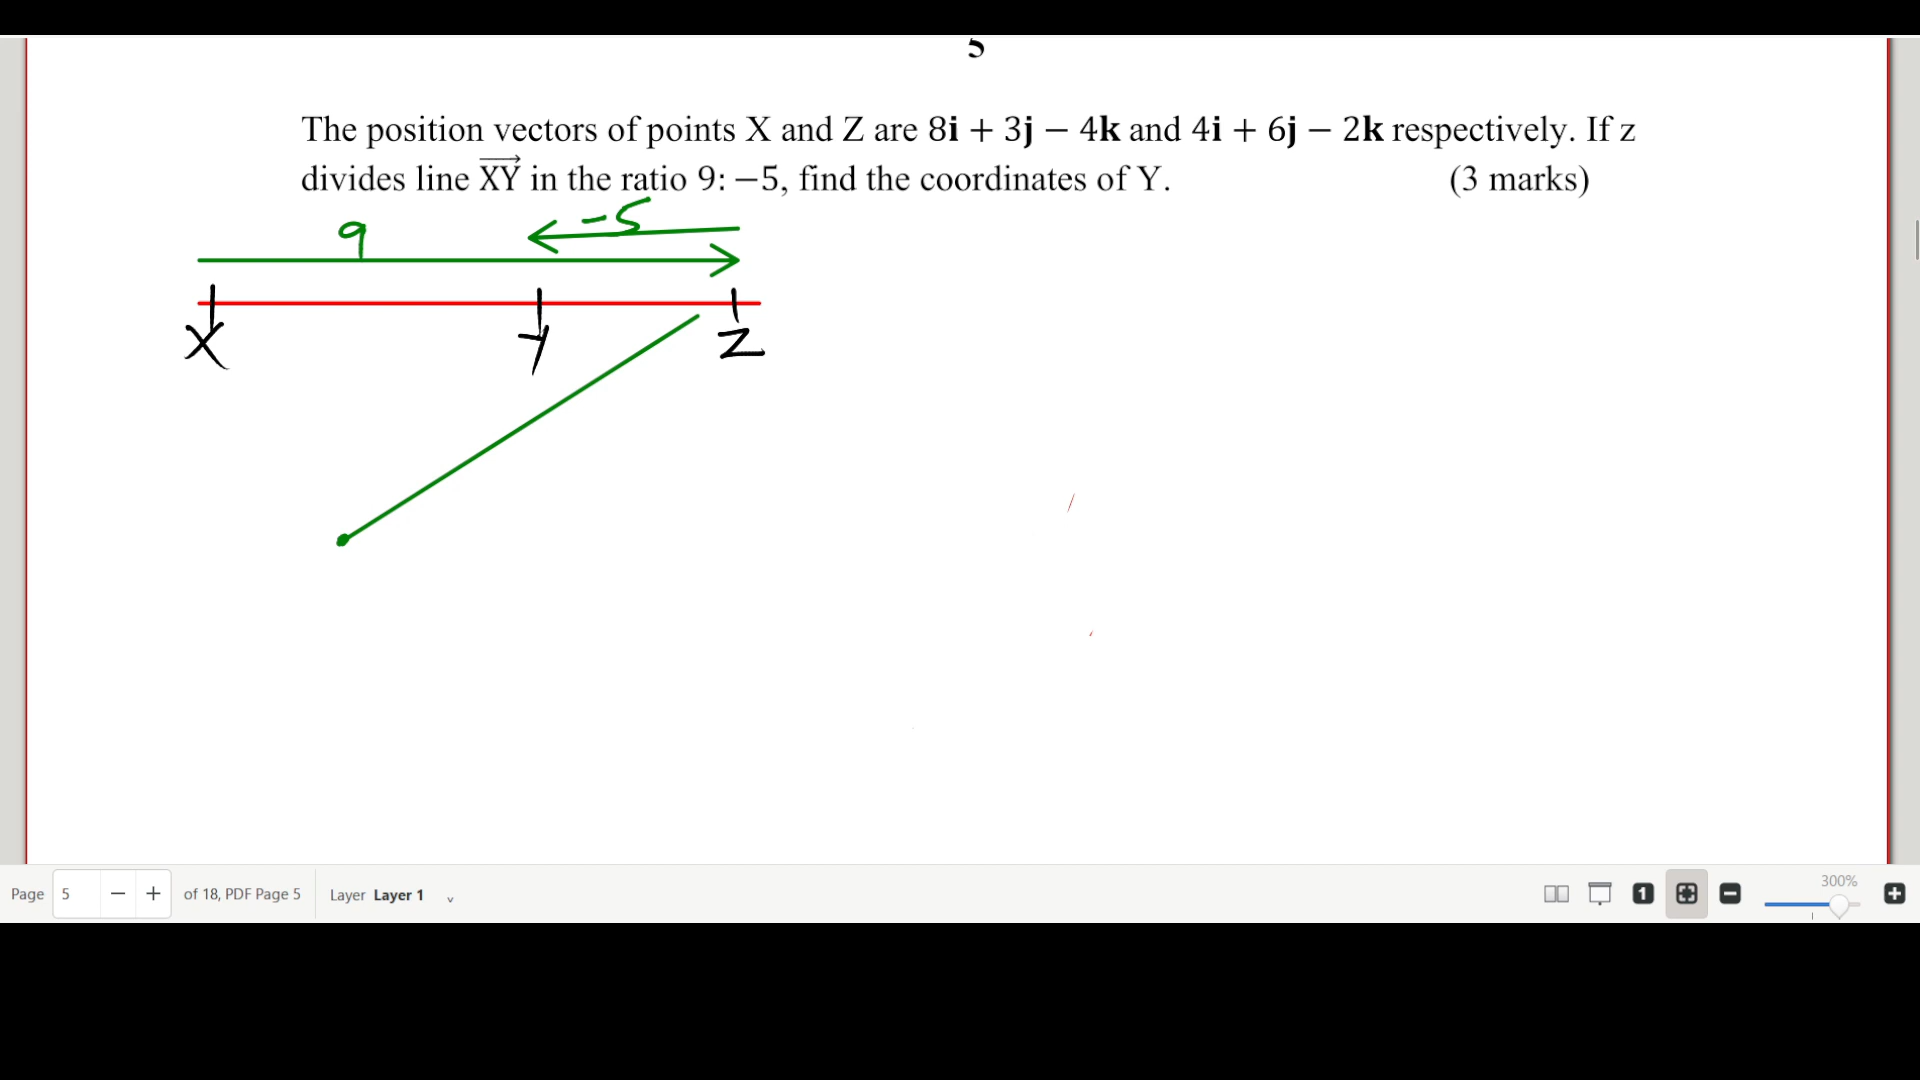 5
The position vectors of points X and Z are 8i + 3j − 4k and 4i + 6j − 2k respectively. If z
divides line XY in the ratio 9: −5, find the coordinates of Y. (3 marks)
9 -5
X Y Z
Page 5 − + of 18, PDF Page 5 Layer Layer 1 1 300%